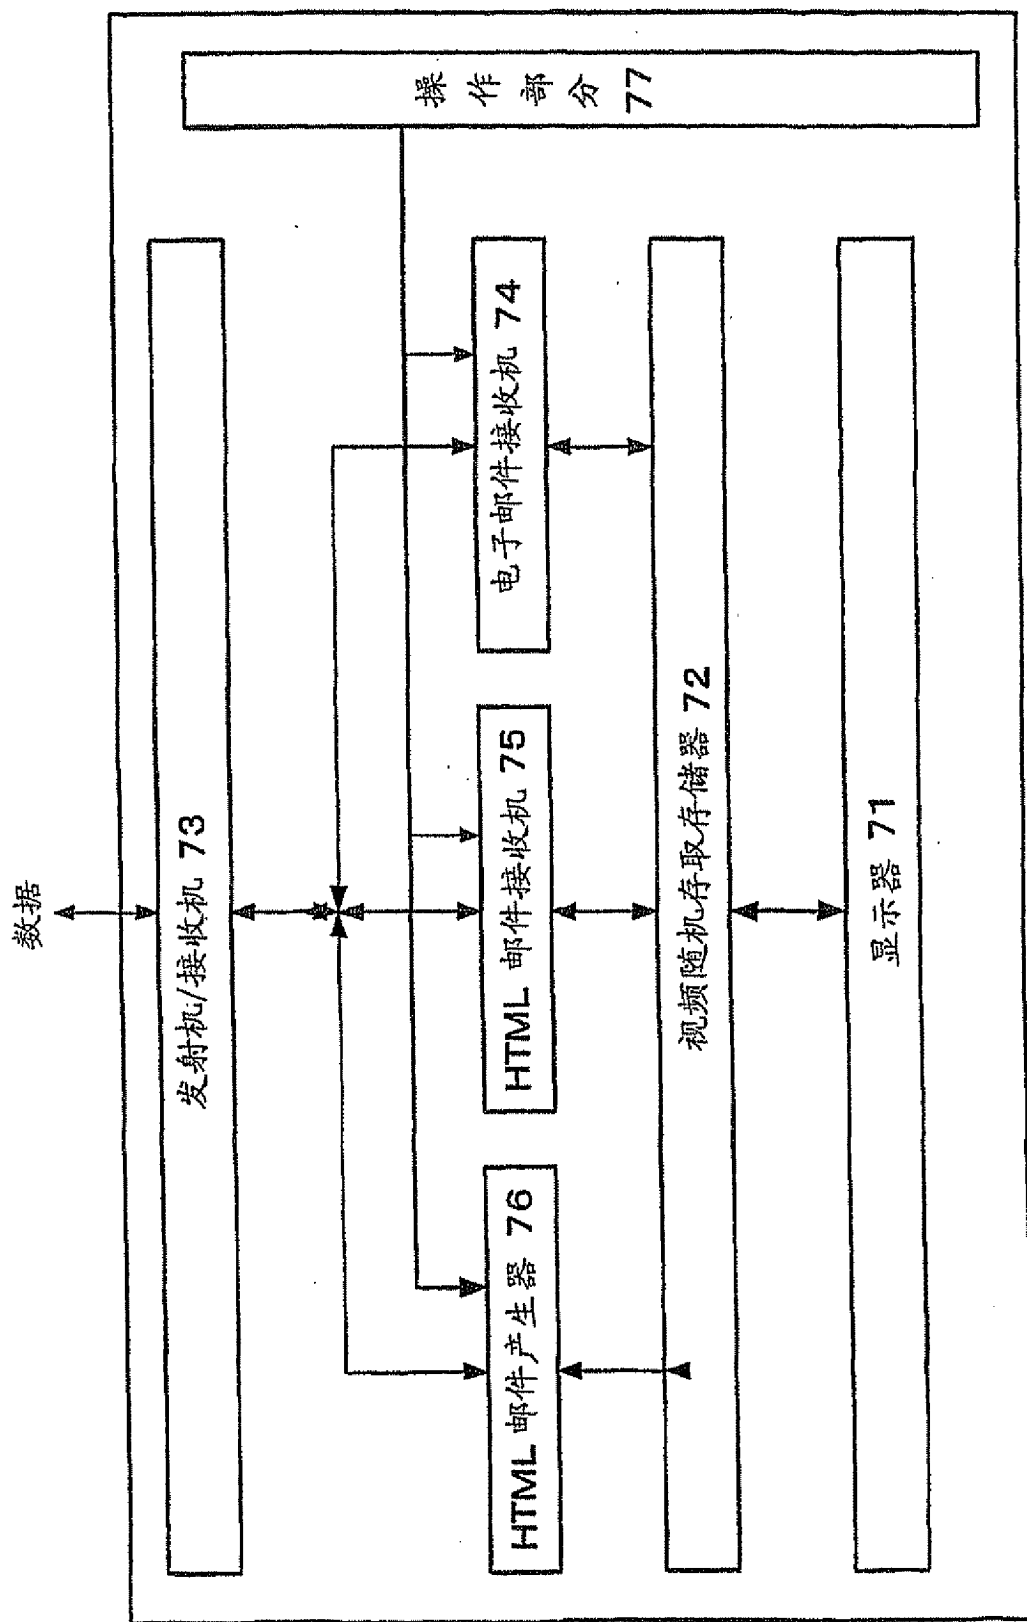 数据
发射机/接收机 73
操作部分 77
HTML 邮件产生器 76
HTML 邮件接收机 75
电子邮件接收机 74
视频随机存取存储器 72
显示器 71